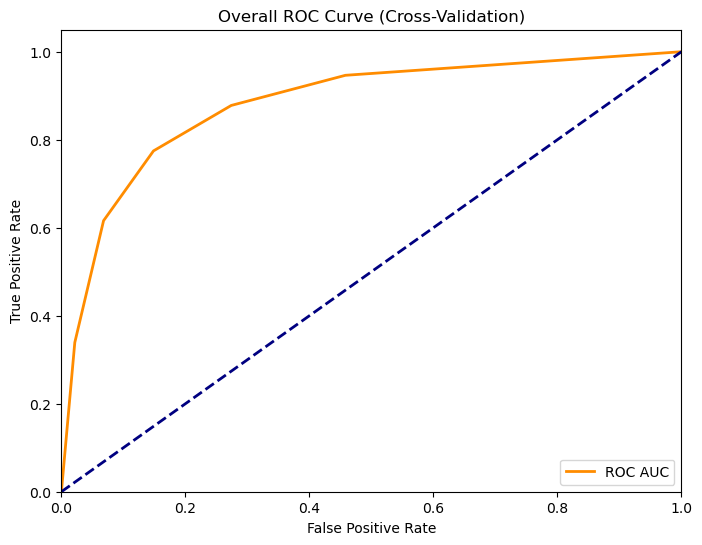 Overall ROC Curve (Cross-Validation)
True Positive Rate
1.0
0.8
0.6
0.4
0.2
0.0
ROC AUC
0.0 0.2 0.4 0.6 0.8 1.0
False Positive Rate